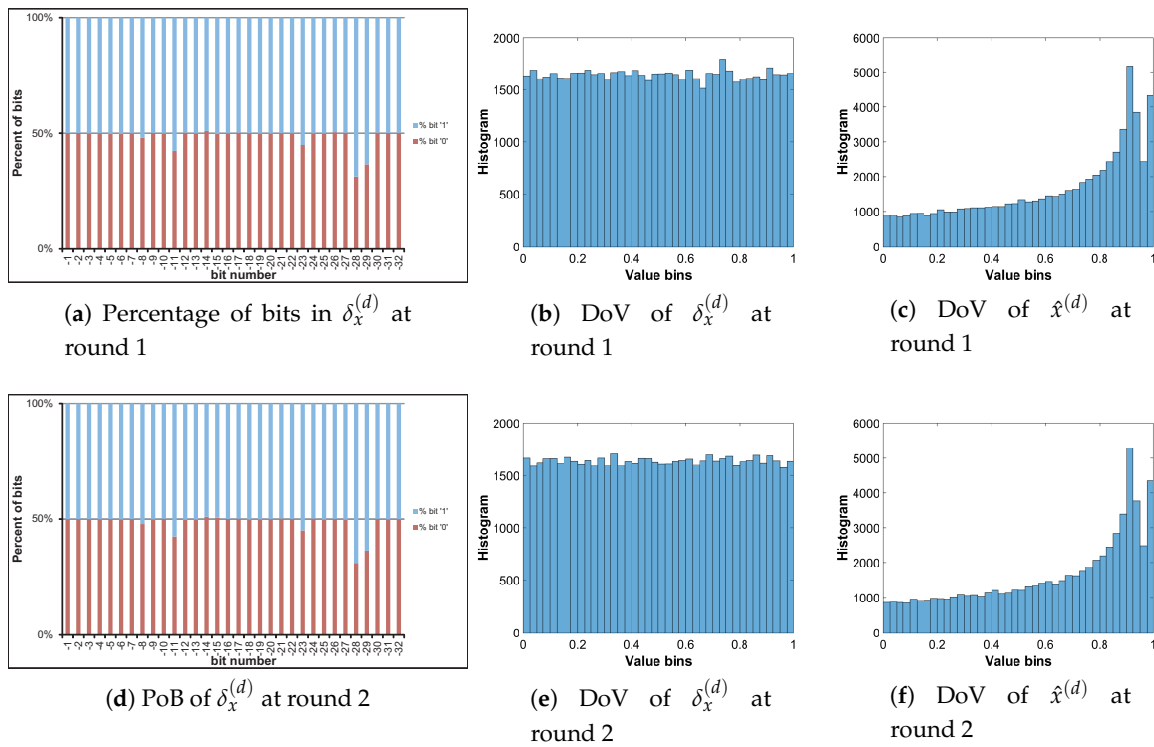 100%
50%
0%
Percent of bits
% bit '1'
% bit '0'
-1 -2 -3 -4 -5 -6 -7 -8 -9 -10 -11 -12 -13 -14 -15 -16 -17 -18 -19 -20 -21 -22 -23 -24 -25 -26 -27 -28 -29 -30 -31 -32
bit number
(a) Percentage of bits in δₓ⁽ᵈ⁾ at
round 1
2000
1500
1000
500
0
Histogram
0 0.2 0.4 0.6 0.8 1
Value bins
(b) DoV of δₓ⁽ᵈ⁾ at
round 1
6000
5000
4000
3000
2000
1000
0
Histogram
0 0.2 0.4 0.6 0.8 1
Value bins
(c) DoV of x̂⁽ᵈ⁾ at
round 1
100%
50%
0%
Percent of bits
% bit '1'
% bit '0'
-1 -2 -3 -4 -5 -6 -7 -8 -9 -10 -11 -12 -13 -14 -15 -16 -17 -18 -19 -20 -21 -22 -23 -24 -25 -26 -27 -28 -29 -30 -31 -32
bit number
(d) PoB of δₓ⁽ᵈ⁾ at round 2
2000
1500
1000
500
0
Histogram
0 0.2 0.4 0.6 0.8 1
Value bins
(e) DoV of δₓ⁽ᵈ⁾ at
round 2
6000
5000
4000
3000
2000
1000
0
Histogram
0 0.2 0.4 0.6 0.8 1
Value bins
(f) DoV of x̂⁽ᵈ⁾ at
round 2